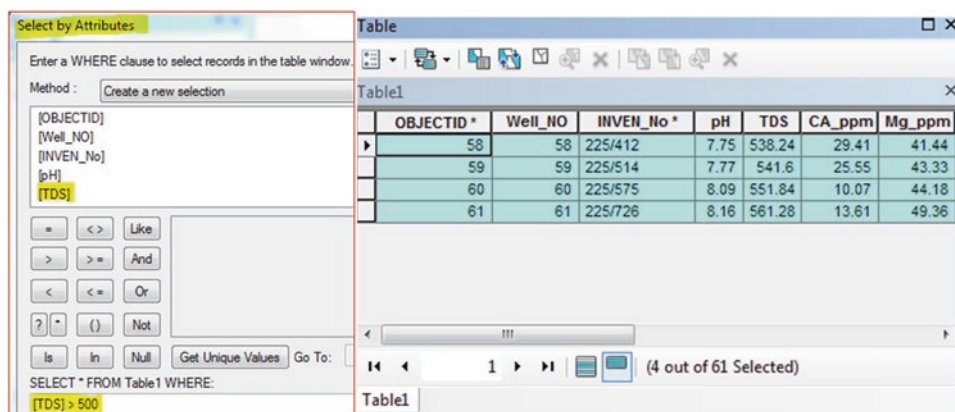 Select by Attributes
Enter a WHERE clause to select records in the table window.
Method : Create a new selection
[OBJECTID]
[Well_NO]
[INVEN_No]
[pH]
[TDS]
= < > Like
> > = And
< < = Or
? * () Not
Is In Null Get Unique Values Go To:
SELECT * FROM Table1 WHERE:
[TDS] > 500
Table
Table1
OBJECTID * Well_NO INVEN_No * pH TDS CA_ppm Mg_ppm
58 58 225/412 7.75 538.24 29.41 41.44
59 59 225/514 7.77 541.6 25.55 43.33
60 60 225/575 8.09 551.84 10.07 44.18
61 61 225/726 8.16 561.28 13.61 49.36
1 (4 out of 61 Selected)
Table1